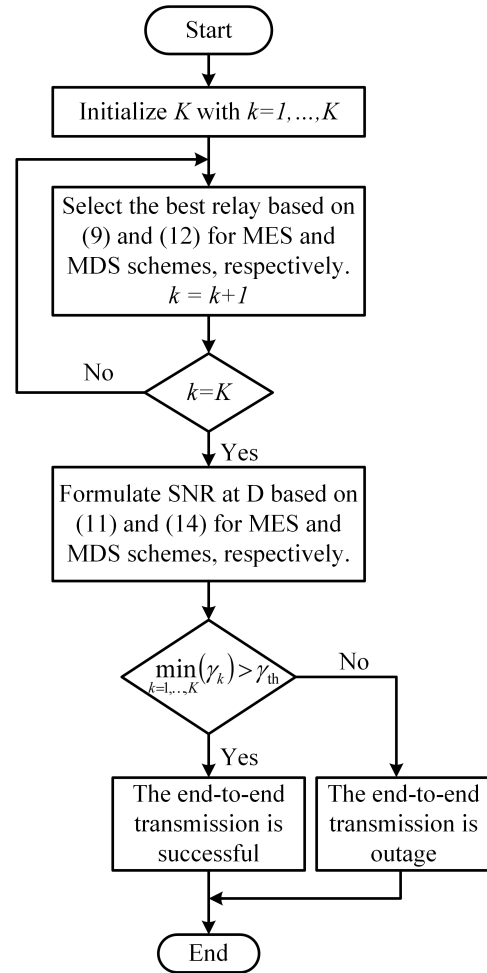 Start
Initialize K with k=1,...,K
Select the best relay based on
(9) and (12) for MES and
MDS schemes, respectively.
k = k+1
No
k=K
Yes
Formulate SNR at D based on
(11) and (14) for MES and
MDS schemes, respectively.
min(γk)>γth
k=1,...,K
No
Yes
The end-to-end
transmission is
successful
The end-to-end
transmission is
outage
End